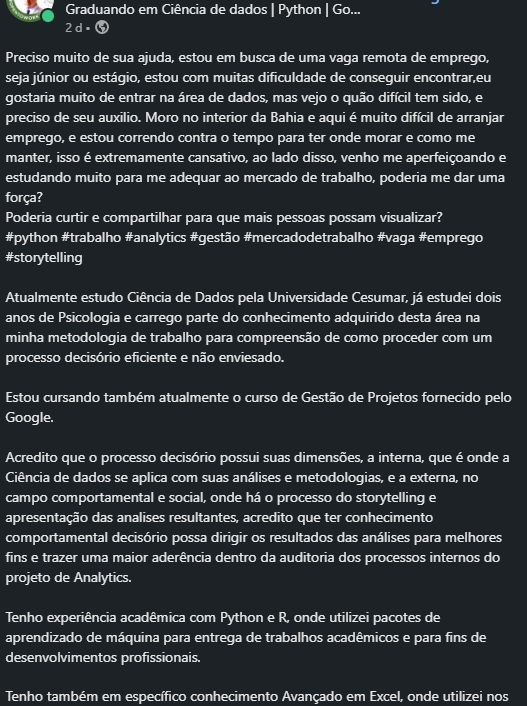 Graduando em Ciência de dados | Python | Go...
2 d •
Preciso muito de sua ajuda, estou em busca de uma vaga remota de emprego,
seja júnior ou estágio, estou com muitas dificuldade de conseguir encontrar,eu
gostaria muito de entrar na área de dados, mas vejo o quão difícil tem sido, e
preciso de seu auxilio. Moro no interior da Bahia e aqui é muito difícil de arranjar
emprego, e estou correndo contra o tempo para ter onde morar e como me
manter, isso é extremamente cansativo, ao lado disso, venho me aperfeiçoando e
estudando muito para me adequar ao mercado de trabalho, poderia me dar uma
força?
Poderia curtir e compartilhar para que mais pessoas possam visualizar?
#python #trabalho #analytics #gestão #mercadodetrabalho #vaga #emprego
#storytelling
Atualmente estudo Ciência de Dados pela Universidade Cesumar, já estudei dois
anos de Psicologia e carrego parte do conhecimento adquirido desta área na
minha metodologia de trabalho para compreensão de como proceder com um
processo decisório eficiente e não enviesado.
Estou cursando também atualmente o curso de Gestão de Projetos fornecido pelo
Google.
Acredito que o processo decisório possui suas dimensões, a interna, que é onde a
Ciência de dados se aplica com suas análises e metodologias, e a externa, no
campo comportamental e social, onde há o processo do storytelling e
apresentação das analises resultantes, acredito que ter conhecimento
comportamental decisório possa dirigir os resultados das análises para melhores
fins e trazer uma maior aderência dentro da auditoria dos processos internos do
projeto de Analytics.
Tenho experiência acadêmica com Python e R, onde utilizei pacotes de
aprendizado de máquina para entrega de trabalhos acadêmicos e para fins de
desenvolvimentos profissionais.
Tenho também em específico conhecimento Avançado em Excel, onde utilizei nos